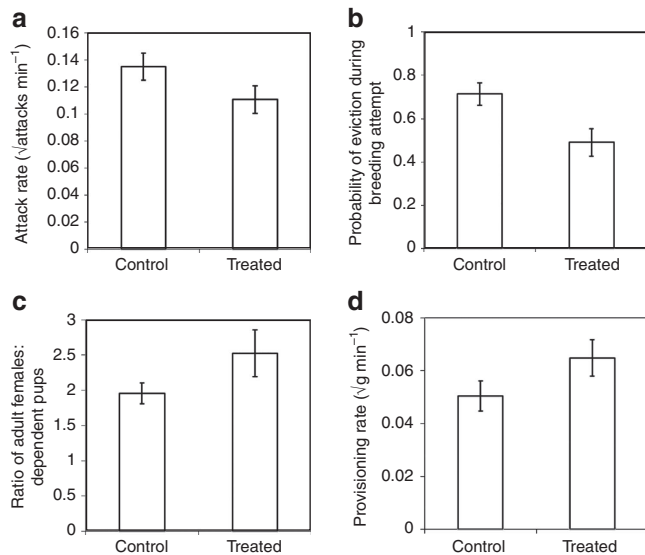 a
Attack rate (√attacks min⁻¹)
0.16
0.14
0.12
0.1
0.08
0.06
0.04
0.02
0
Control Treated
b
Probability of eviction during
breeding attempt
1
0.8
0.6
0.4
0.2
0
Control Treated
c
Ratio of adult females:
dependent pups
3
2.5
2
1.5
1
0.5
0
Control Treated
d
Provisioning rate (√g min⁻¹)
0.08
0.06
0.04
0.02
0
Control Treated